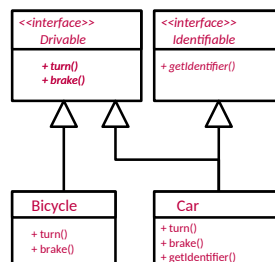 <<interface>>
Drivable
+ turn()
+ brake()
<<interface>>
Identifiable
+ getIdentifier()
Bicycle
+ turn()
+ brake()
Car
+ turn()
+ brake()
+ getIdentifier()